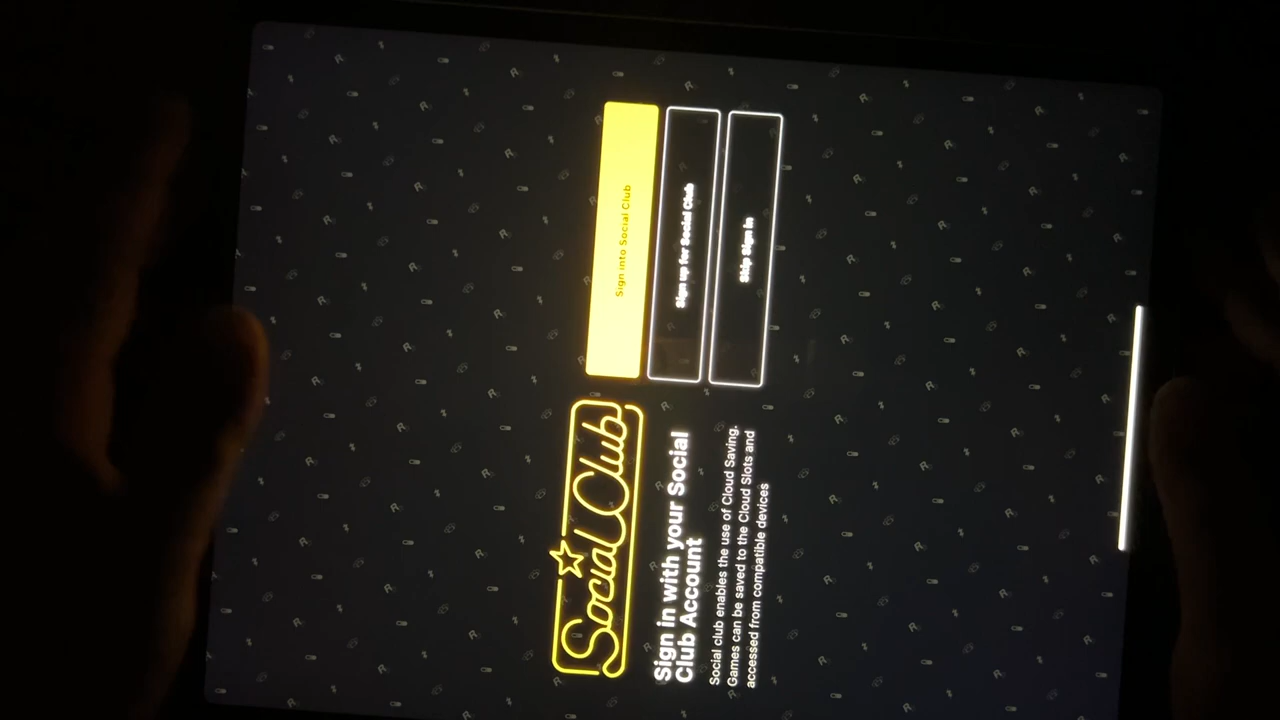 Social Club
Sign in with your Social
Club Account
Social club enables the use of Cloud Saving.
Games can be saved to the Cloud Slots and
accessed from compatible devices
Sign into Social Club
Sign up for Social Club
Skip Sign In